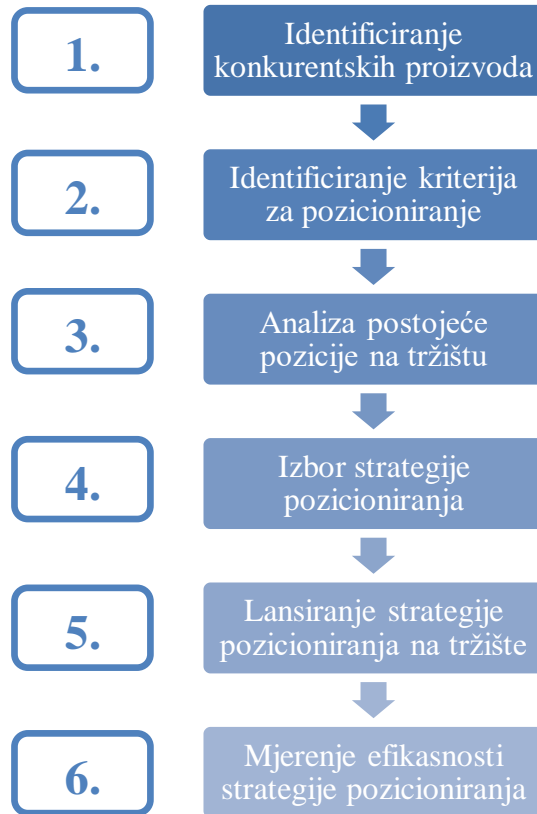 1.
Identificiranje
konkurentskih proizvoda
2.
Identificiranje kriterija
za pozicioniranje
3.
Analiza postojeće
pozicije na tržištu
4.
Izbor strategije
pozicioniranja
5.
Lansiranje strategije
pozicioniranja na tržište
6.
Mjerenje efikasnosti
strategije pozicioniranja